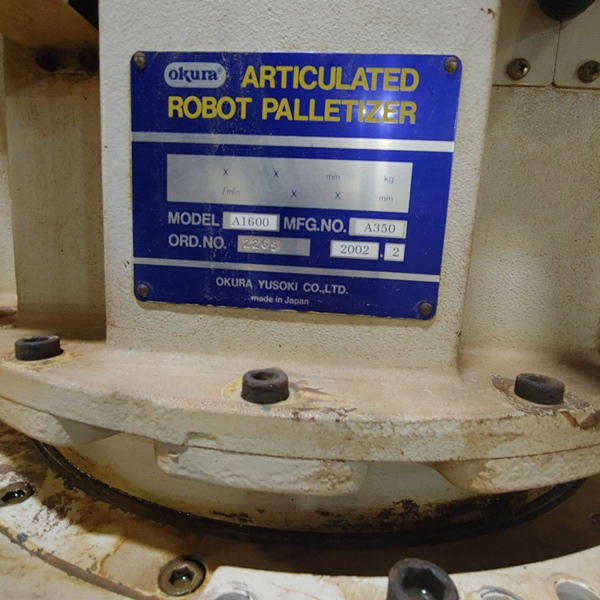 okura® ARTICULATED
ROBOT PALLETIZER
X X mm kg
/min X X mm
MODEL A1600 MFG.NO. A350
ORD.NO. 2265 2002 . 2
OKURA YUSOKI CO.,LTD.
made in Japan